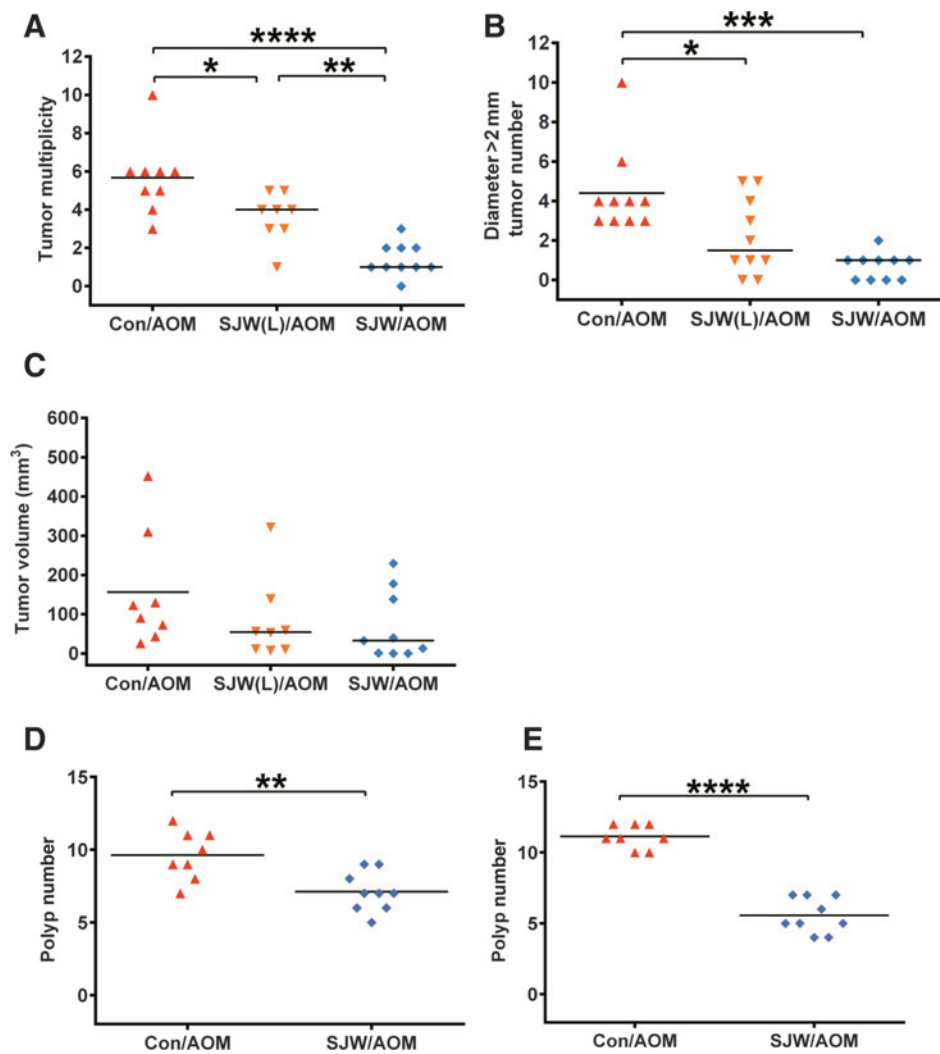 A
****
*
**
Tumor multiplicity
12
10
8
6
4
2
0
Con/AOM SJW(L)/AOM SJW/AOM
B
***
*
Diameter>2mm
tumor number
12
10
8
6
4
2
0
Con/AOM SJW(L)/AOM SJW/AOM
C
Tumor volume (mm³)
600
500
400
300
200
100
0
Con/AOM SJW(L)/AOM SJW/AOM
D
**
Polyp number
15
10
5
0
Con/AOM SJW/AOM
E
****
Polyp number
15
10
5
0
Con/AOM SJW/AOM